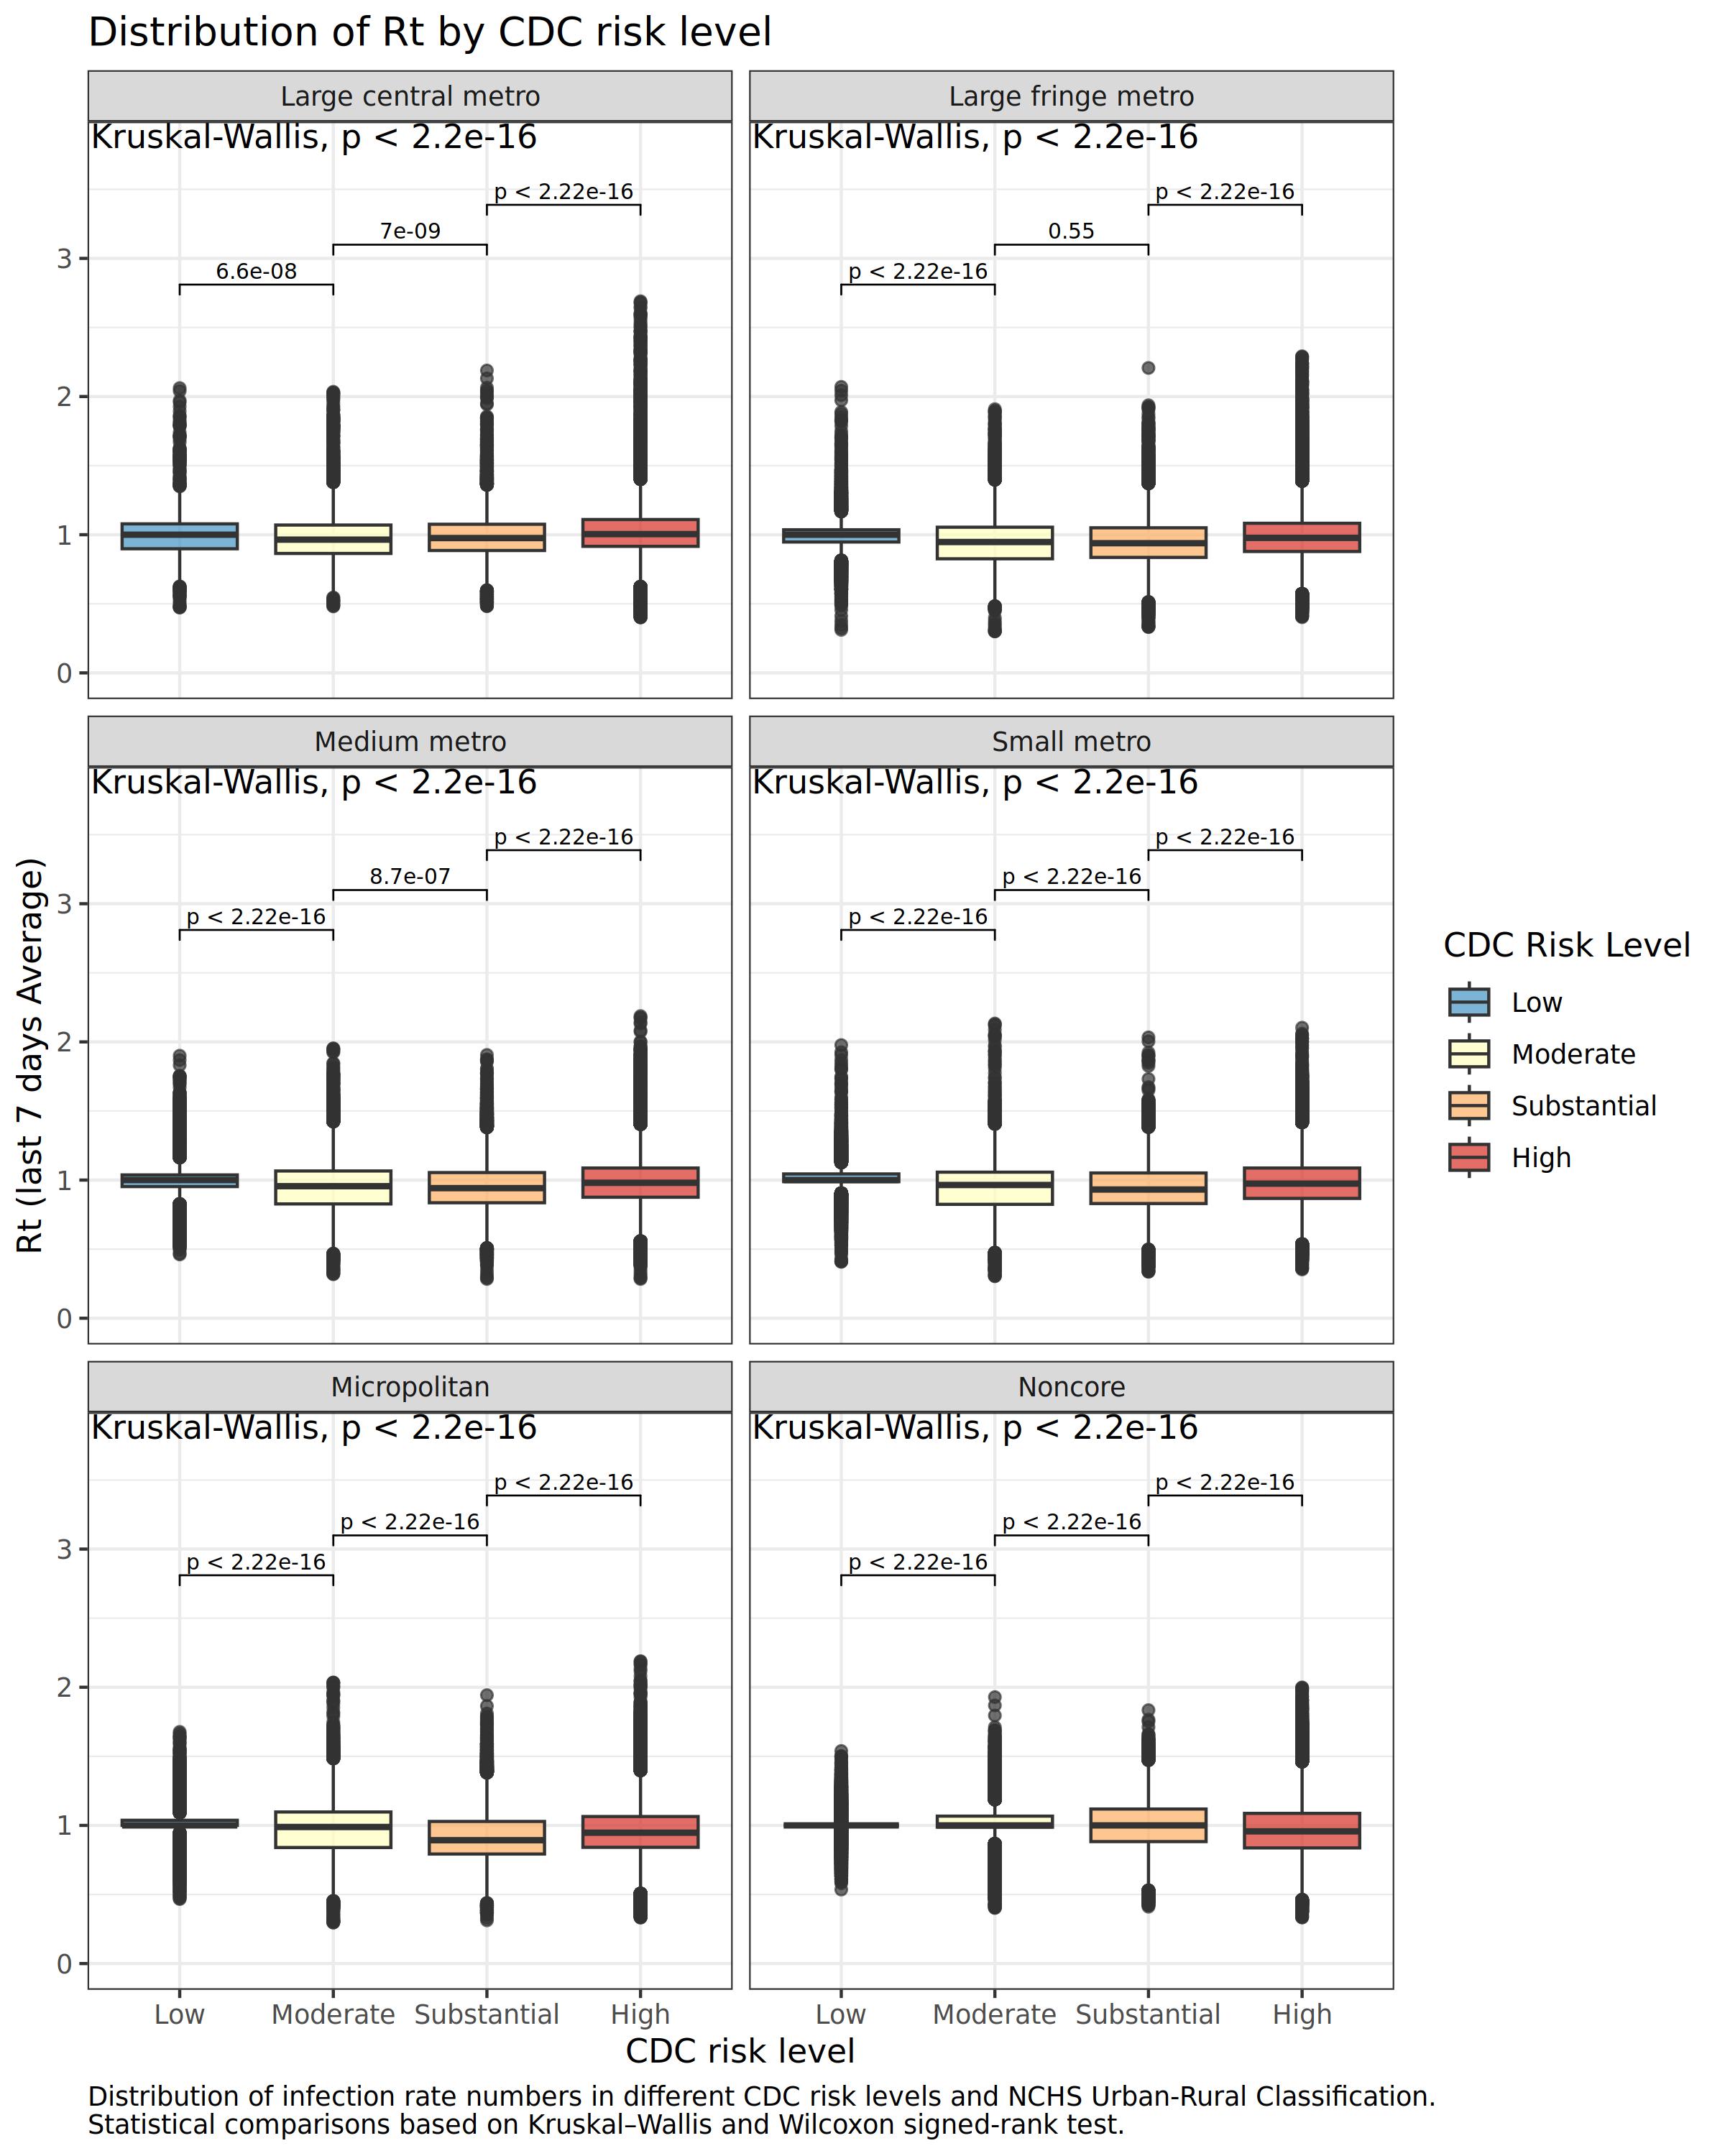 Distribution of Rt by CDC risk level
Large central metro
Kruskal-Wallis, p < 2.2e-16
p < 2.22e-16
7e-09
6.6e-08
3
2
1
0
Large fringe metro
Kruskal-Wallis, p < 2.2e-16
p < 2.22e-16
0.55
p < 2.22e-16
Medium metro
Kruskal-Wallis, p < 2.2e-16
p < 2.22e-16
8.7e-07
p < 2.22e-16
3
2
1
0
Small metro
Kruskal-Wallis, p < 2.2e-16
p < 2.22e-16
p < 2.22e-16
p < 2.22e-16
Rt (last 7 days Average)
CDC Risk Level
Low
Moderate
Substantial
High
Micropolitan
Kruskal-Wallis, p < 2.2e-16
p < 2.22e-16
p < 2.22e-16
p < 2.22e-16
3
2
1
0
Noncore
Kruskal-Wallis, p < 2.2e-16
p < 2.22e-16
p < 2.22e-16
p < 2.22e-16
Low Moderate Substantial High
Low Moderate Substantial High
CDC risk level
Distribution of infection rate numbers in different CDC risk levels and NCHS Urban-Rural Classification.
Statistical comparisons based on Kruskal–Wallis and Wilcoxon signed-rank test.